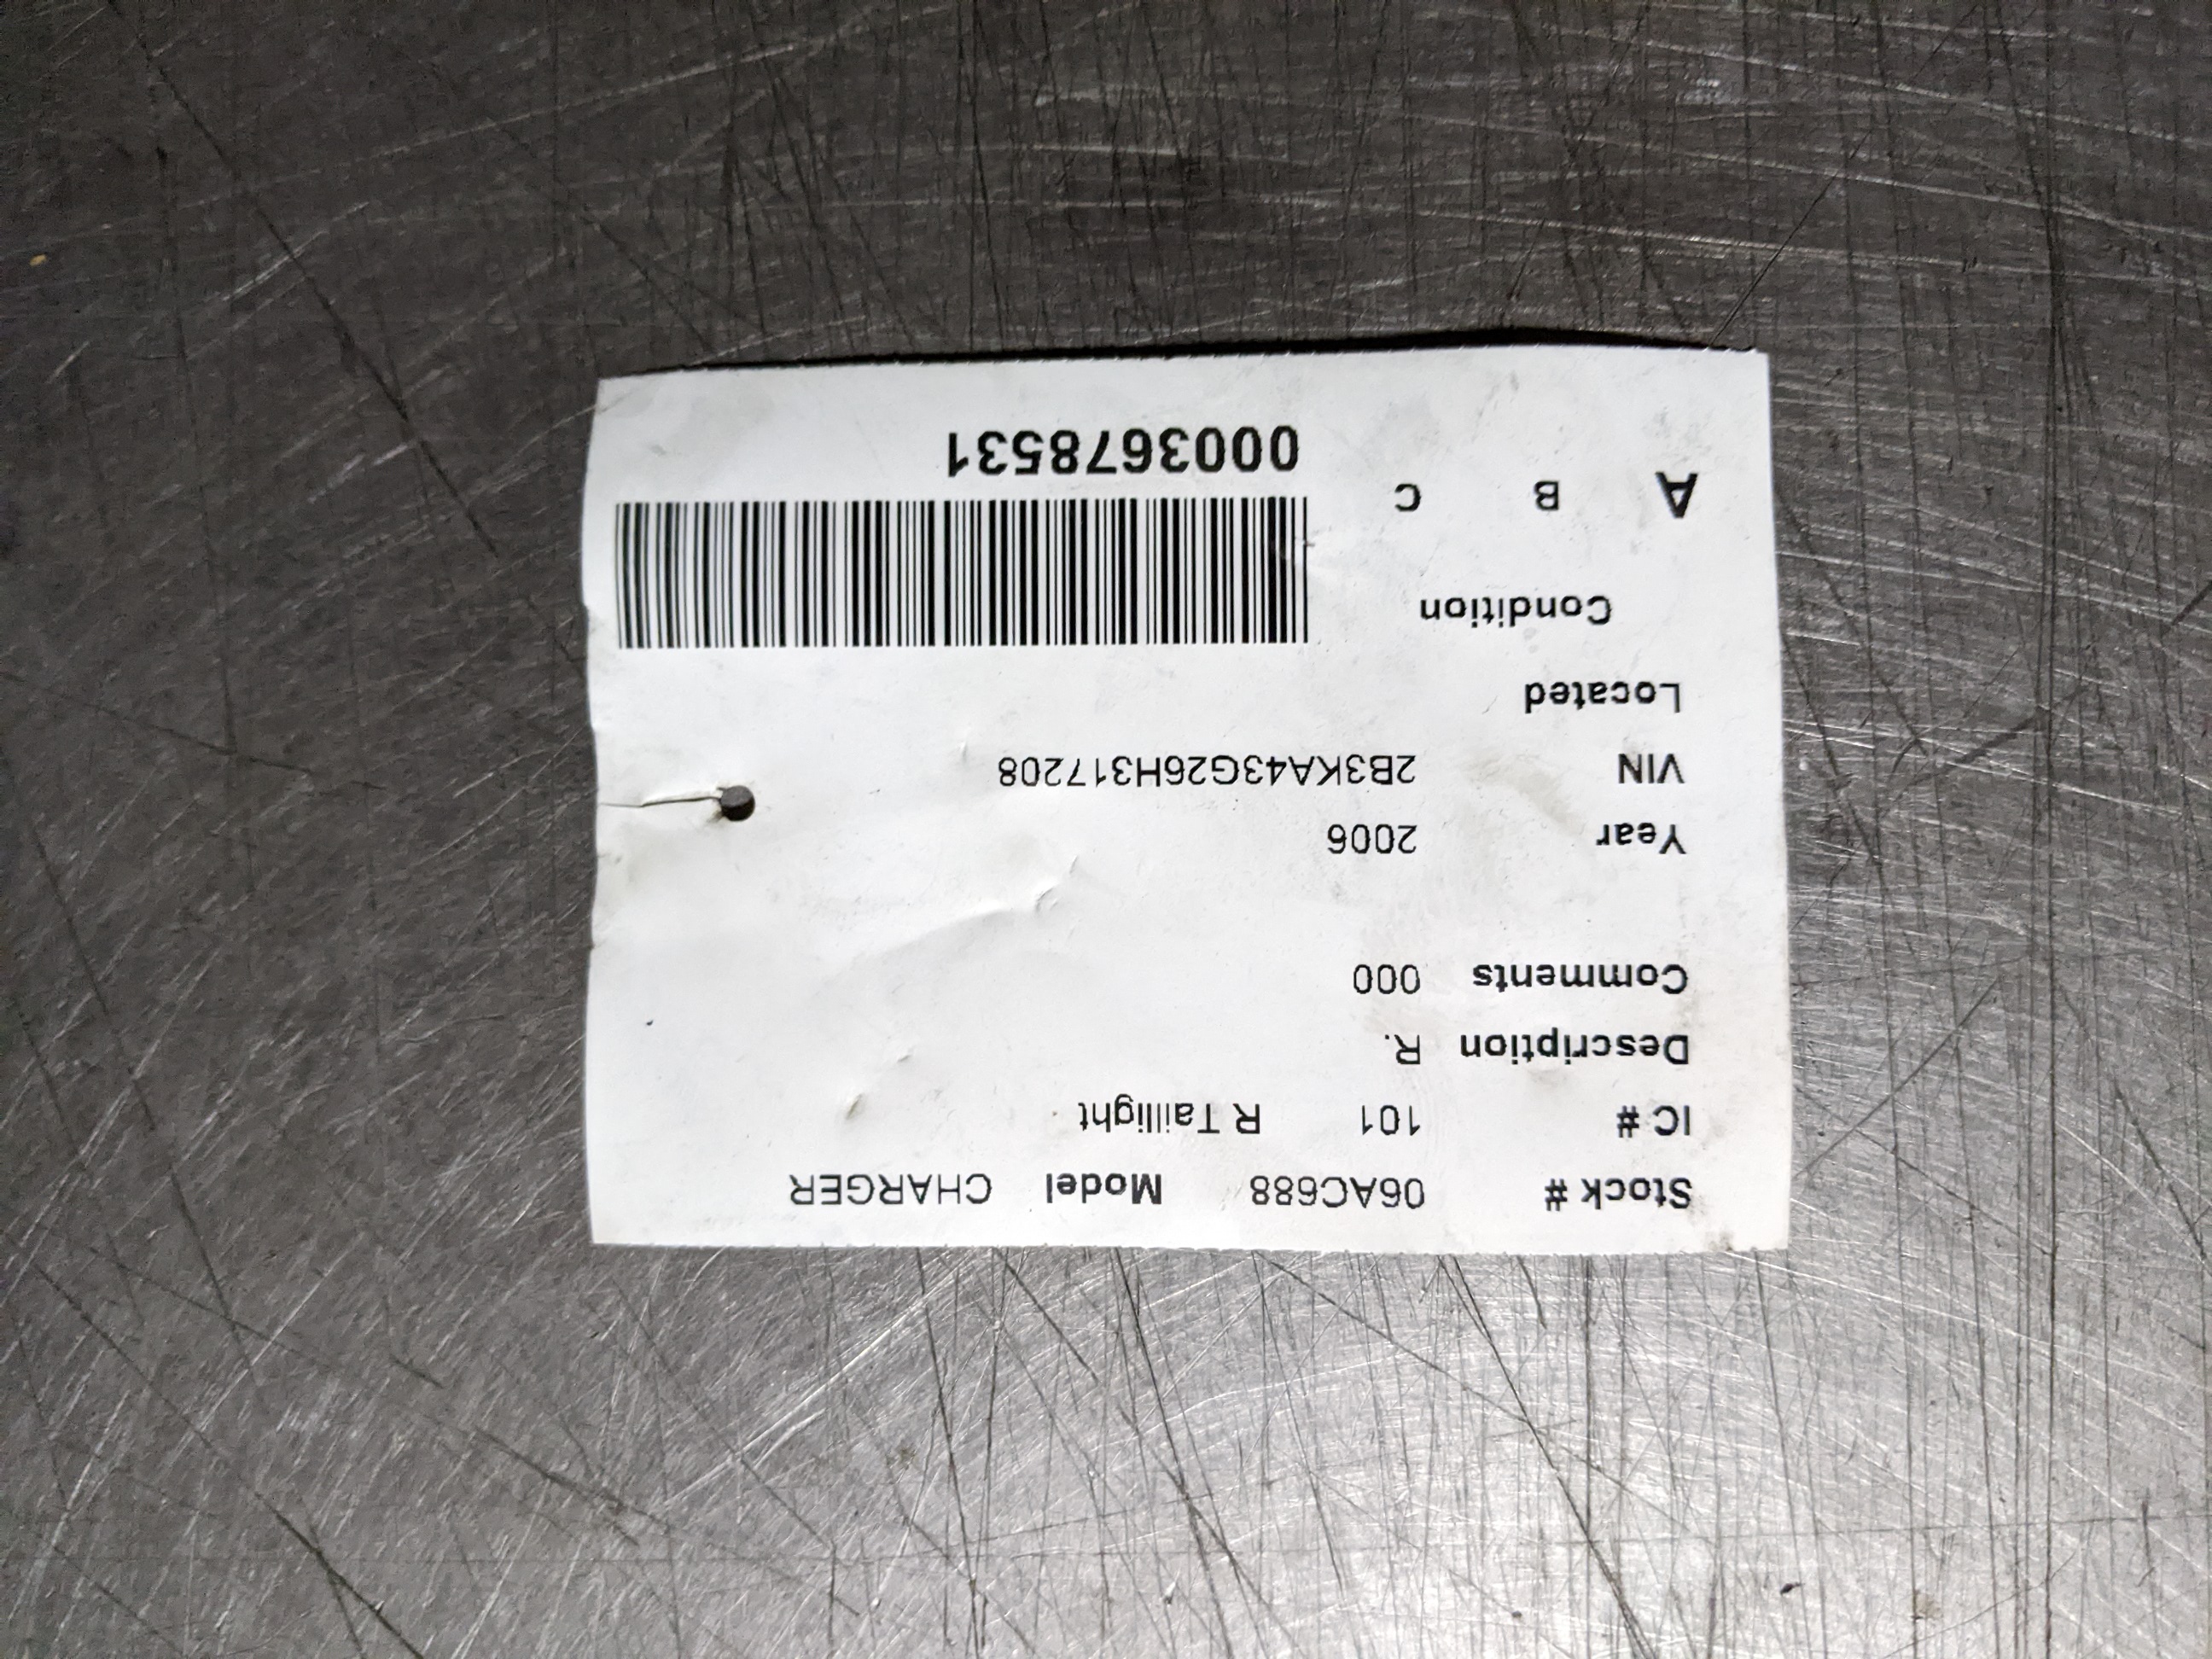 Stock # 06AC688 Model CHARGER
IC # 101 R Taillight
Description R.
Comments 000
Year 2006
VIN 2B3KA43G26H317208
Located
Condition
A B C
0003678531